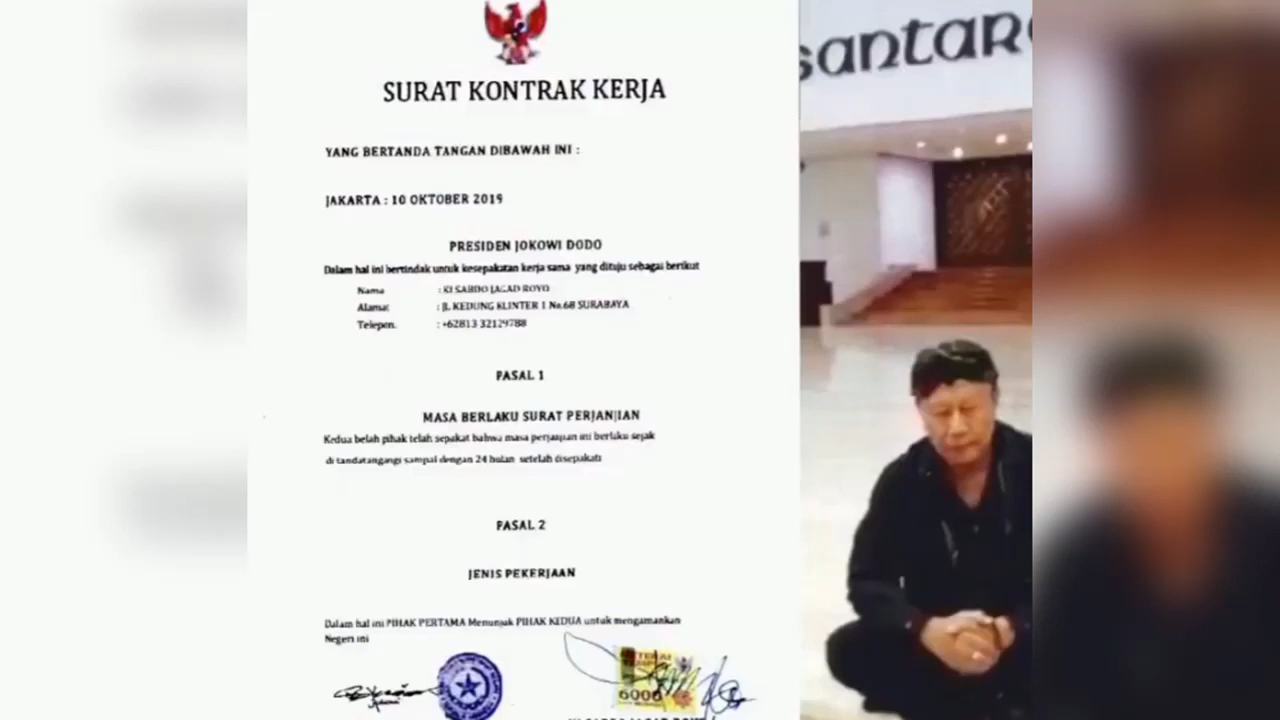 SURAT KONTRAK KERJA
YANG BERTANDA TANGAN DIBAWAH INI :
JAKARTA : 10 OKTOBER 2019
PRESIDEN JOKOWI DODO
Dalam hal ini bertindak untuk kesepakatan kerja sama yang dituju sebagai berikut
Nama : KI SABDO JAGAD ROYO
Alamat : JL KEDUNG KLINTER 1 No.68 SURABAYA
Telepon. : +62813 32129788
PASAL 1
MASA BERLAKU SURAT PERJANJIAN
Kedua belah pihak telah sepakat bahwa masa perjanjian ini berlaku sejak
di tandatangangi sampai dengan 24 bulan setelah disepakati
PASAL 2
JENIS PEKERJAAN
Dalam hal ini PIHAK PERTAMA Menunjuk PIHAK KEDUA untuk mengamankan
Negeri ini
6000
santar